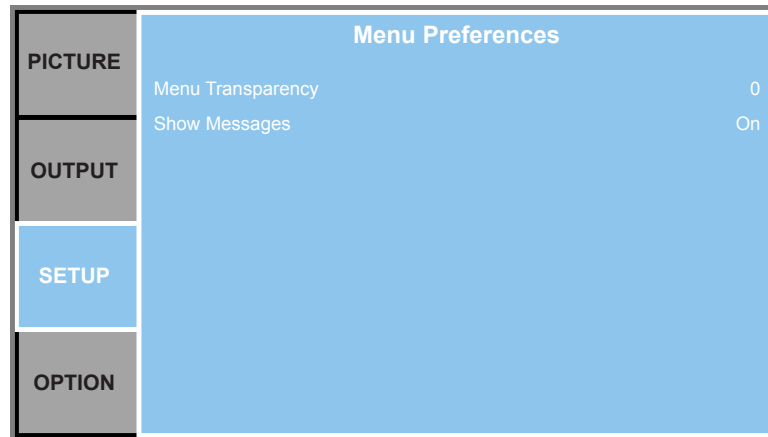 Menu Preferences
PICTURE
Menu Transparency 0
Show Messages On
OUTPUT
SETUP
OPTION